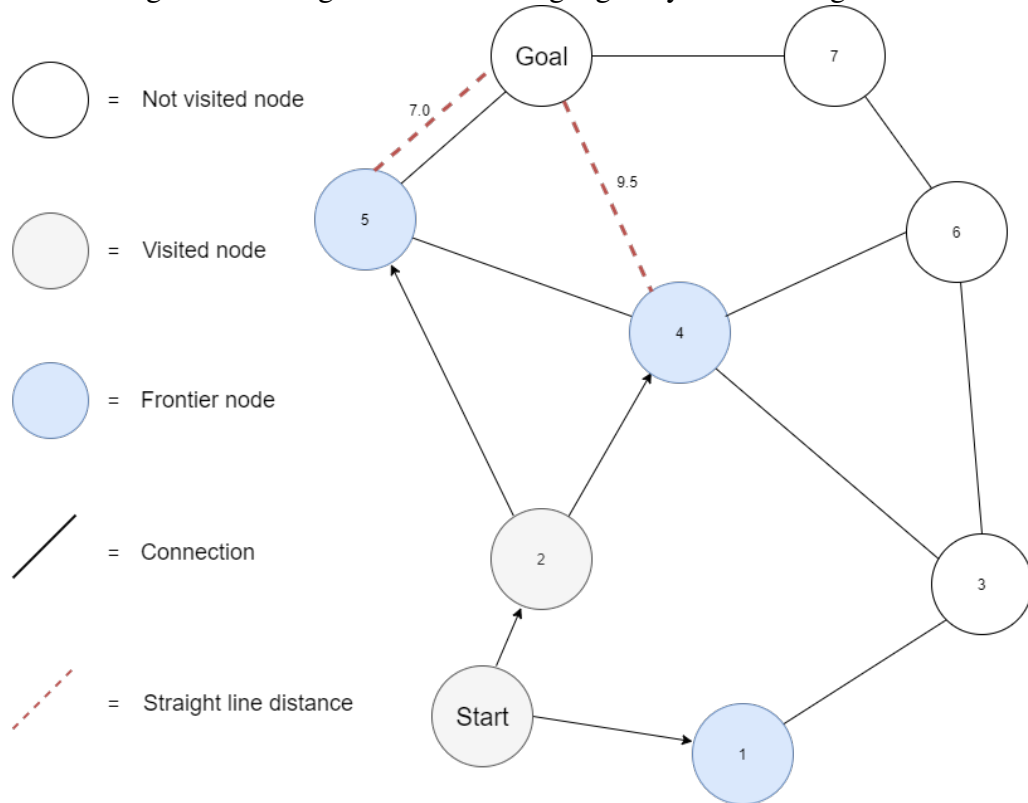 Goal
7
= Not visited node
7.0
9.5
5
6
= Visited node
4
= Frontier node
2
= Connection
3
= Straight line distance
Start
1